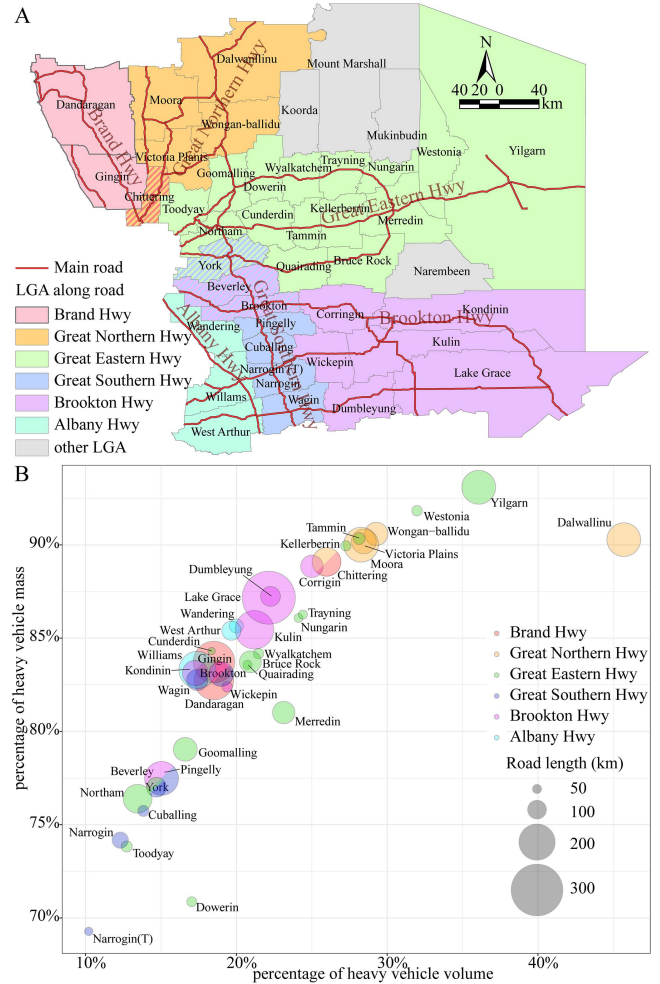 A
N
40 0 40
km
Dalwallinu
Mount Marshall
Dandaragan
Moora
Great Northern Hwy
Koorda
Brand Hwy
Wongan-ballidu
Mukinbudin
Victoria Plants
Westonia
Yilgarn
Gingin
Goomalling
Wyalkatchem
Trayning
Nungarin
Chittering
Dowerin
Toodyay
Cunderdin
Kellerberrin
Great Eastern Hwy
Merredin
Northam
Tammin
York
Quairading
Bruce Rock
Narembeen
Beverley
Brookton
Corringin
Brookton Hwy
Kondinin
Wandering
Pingelly
Albany Hwy
Great Southern Hwy
Cuballing
Kulin
Wickepin
Narrogin(T)
Narrogin
Lake Grace
Willams
Wagin
Dumbleyung
West Arthur
Main road
LGA along road
Brand Hwy
Great Northern Hwy
Great Eastern Hwy
Great Southern Hwy
Brookton Hwy
Albany Hwy
other LGA
B
percentage of heavy vehicle mass
90%
85%
80%
75%
70%
Yilgarn
Westonia
Dalwallinu
Tammin
Wongan-ballidu
Kellerberrin
Victoria Plains
Moora
Chittering
Corrigin
Dumbleyung
Lake Grace
Wandering
Trayning
Nungarin
West Arthur
Kulin
Cunderdin
Williams
Gingin
Wyalkatchem
Bruce Rock
Kondinin
Brookton
Quairading
Wagin
Wickepin
Dandaragan
Merredin
Goomalling
Beverley
Pingelly
York
Northam
Cuballing
Narrogin
Toodyay
Dowerin
Narrogin(T)
Brand Hwy
Great Northern Hwy
Great Eastern Hwy
Great Southern Hwy
Brookton Hwy
Albany Hwy
Road length (km)
50
100
200
300
10% 20% 30% 40%
percentage of heavy vehicle volume